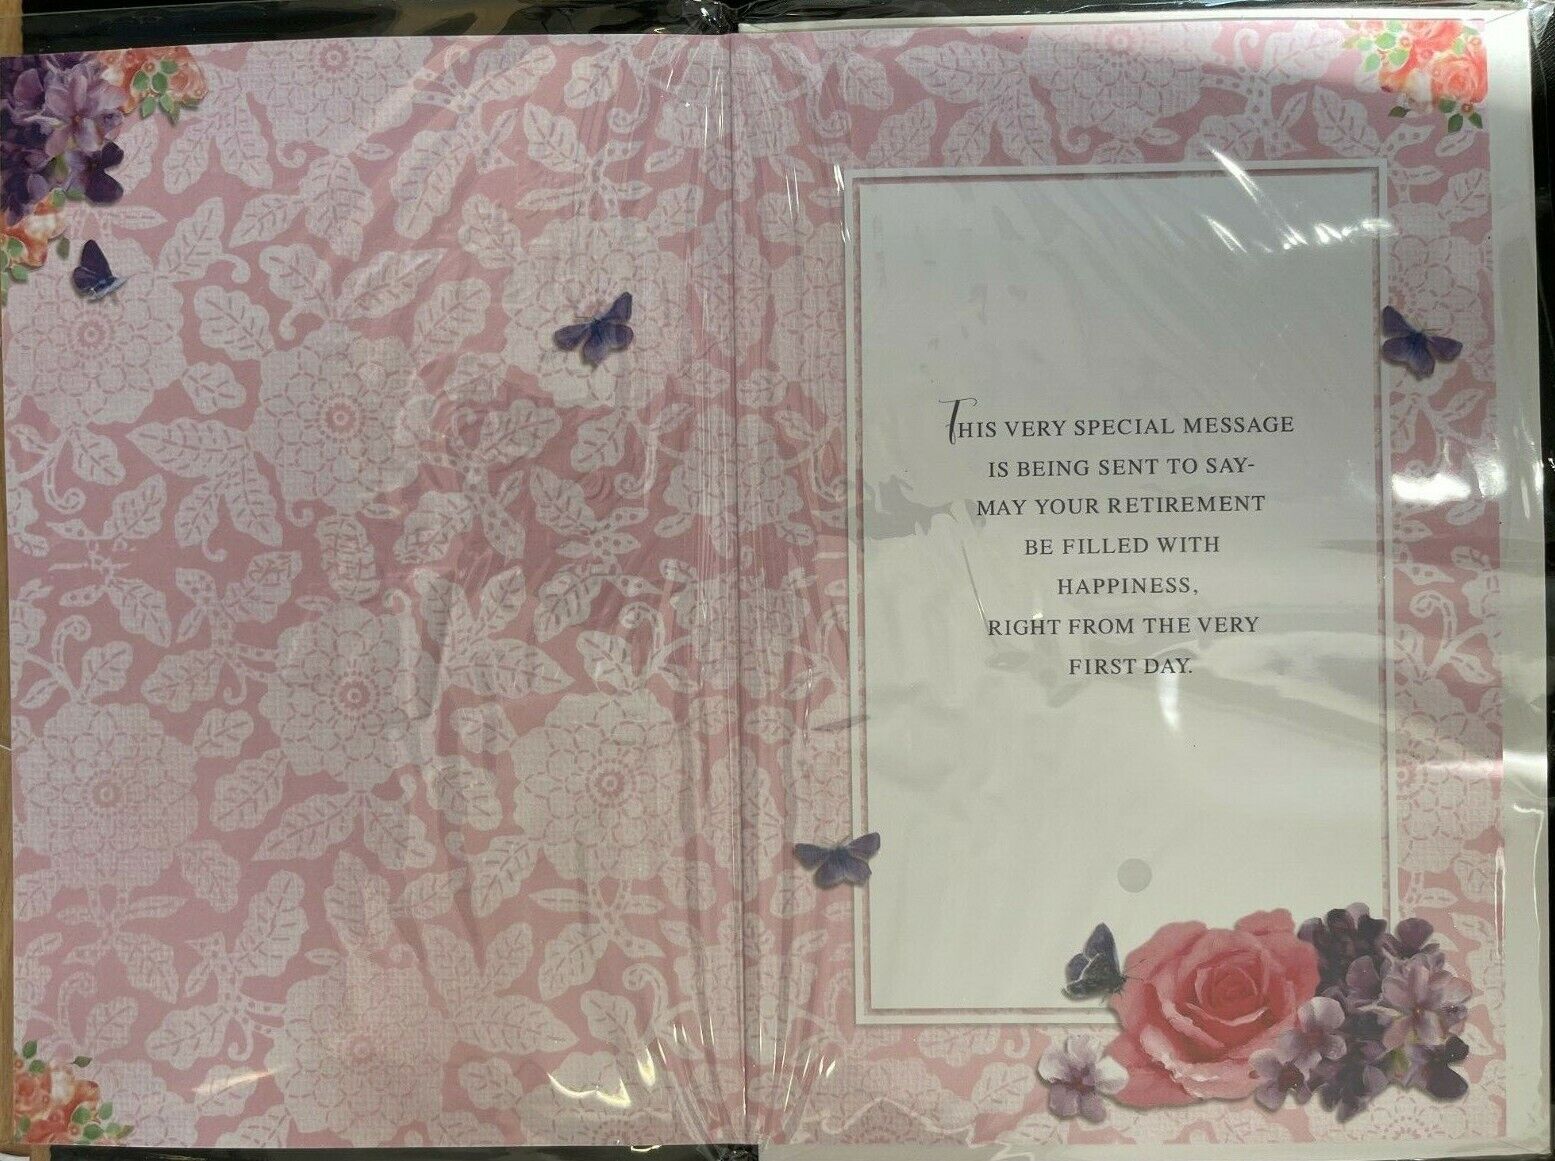 THIS VERY SPECIAL MESSAGE
IS BEING SENT TO SAY-
MAY YOUR RETIREMENT
BE FILLED WITH
HAPPINESS,
RIGHT FROM THE VERY
FIRST DAY.